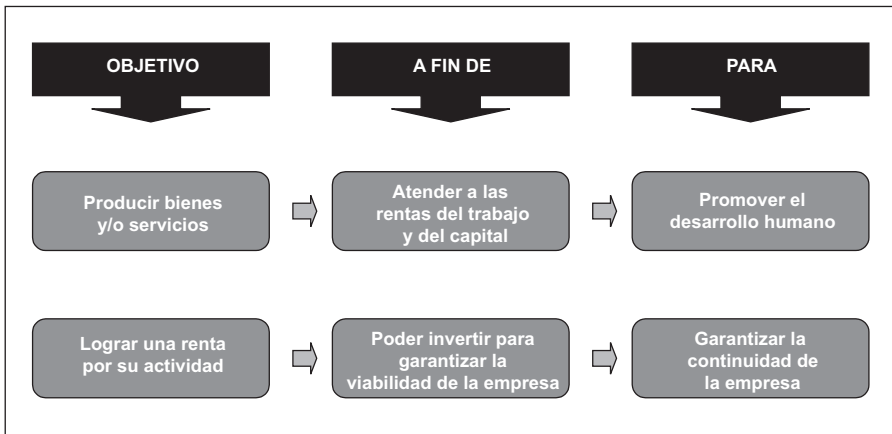 OBJETIVO
A FIN DE
PARA
Producir bienes
y/o servicios
Atender a las
rentas del trabajo
y del capital
Promover el
desarrollo humano
Lograr una renta
por su actividad
Poder invertir para
garantizar la
viabilidad de la empresa
Garantizar la
continuidad de
la empresa